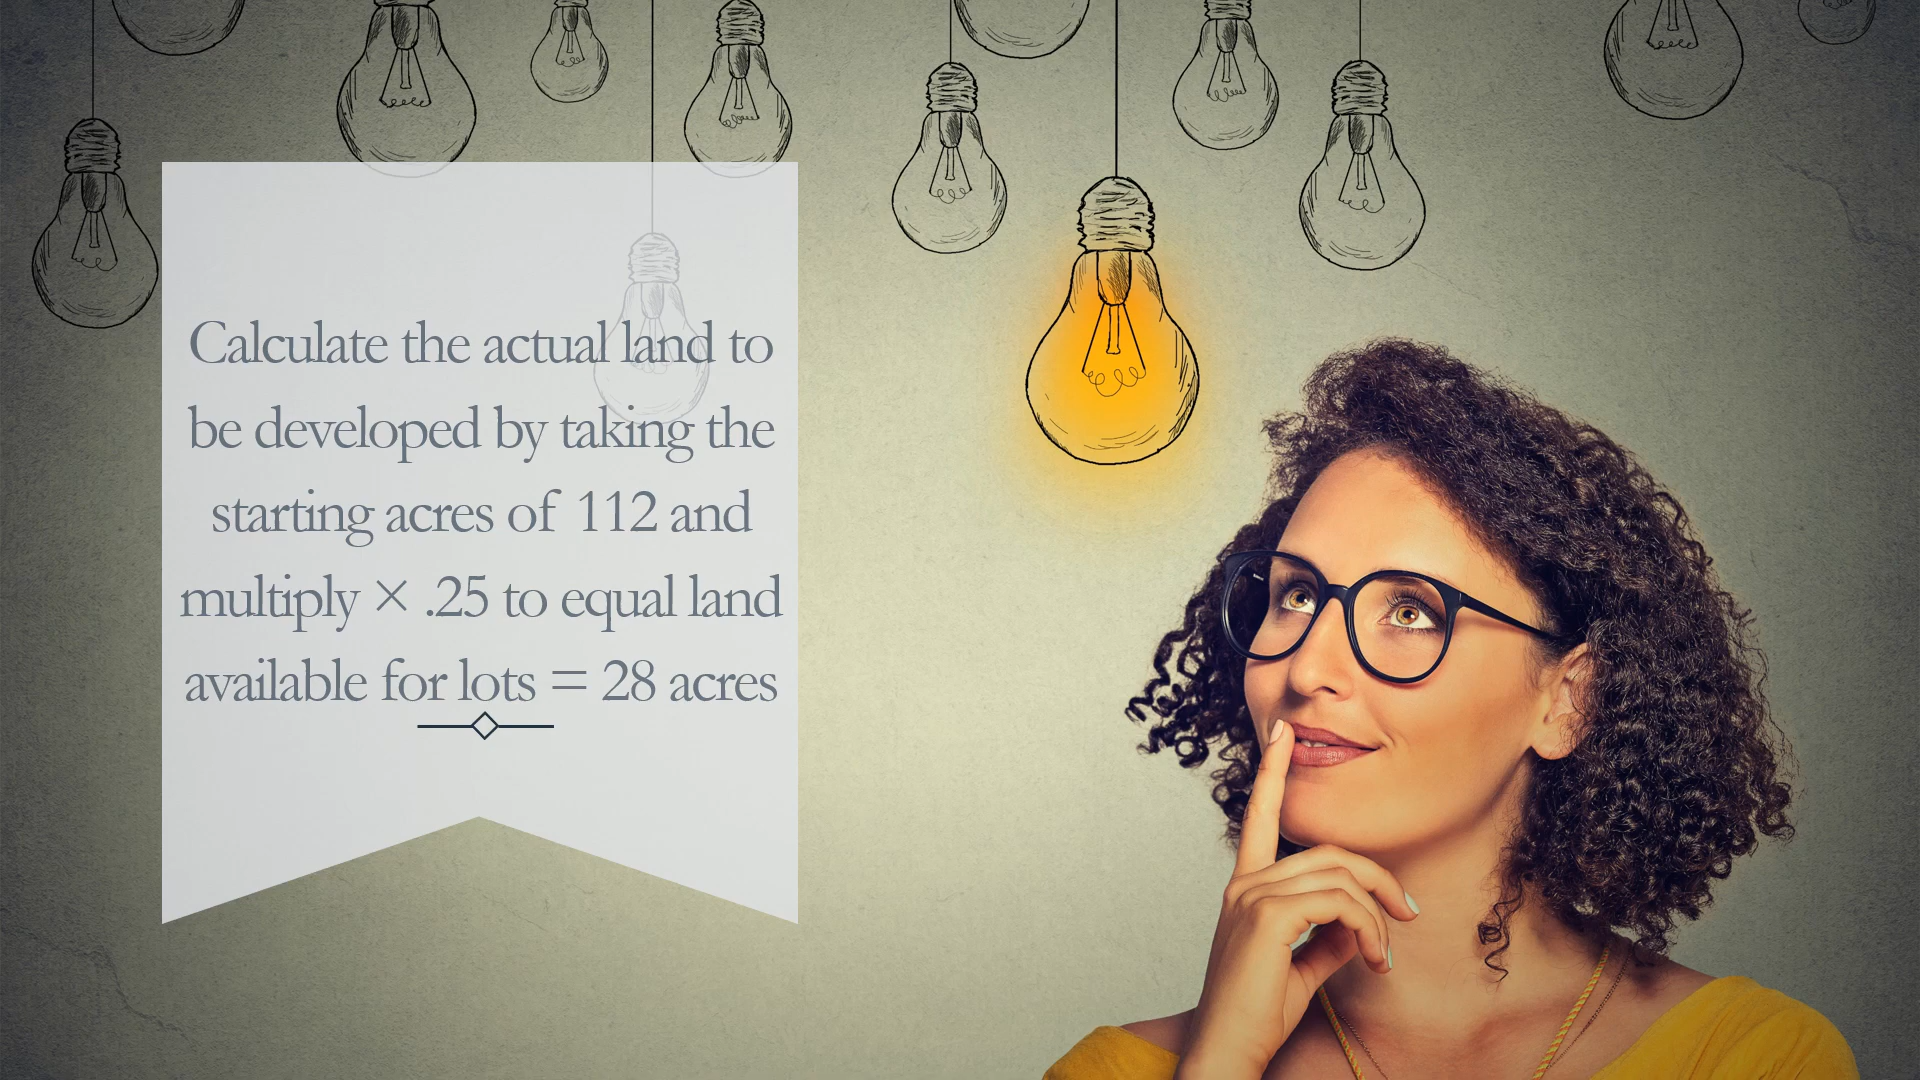 Calculate the actual land to
be developed by taking the
starting acres of 112 and
multiply × .25 to equal land
available for lots = 28 acres